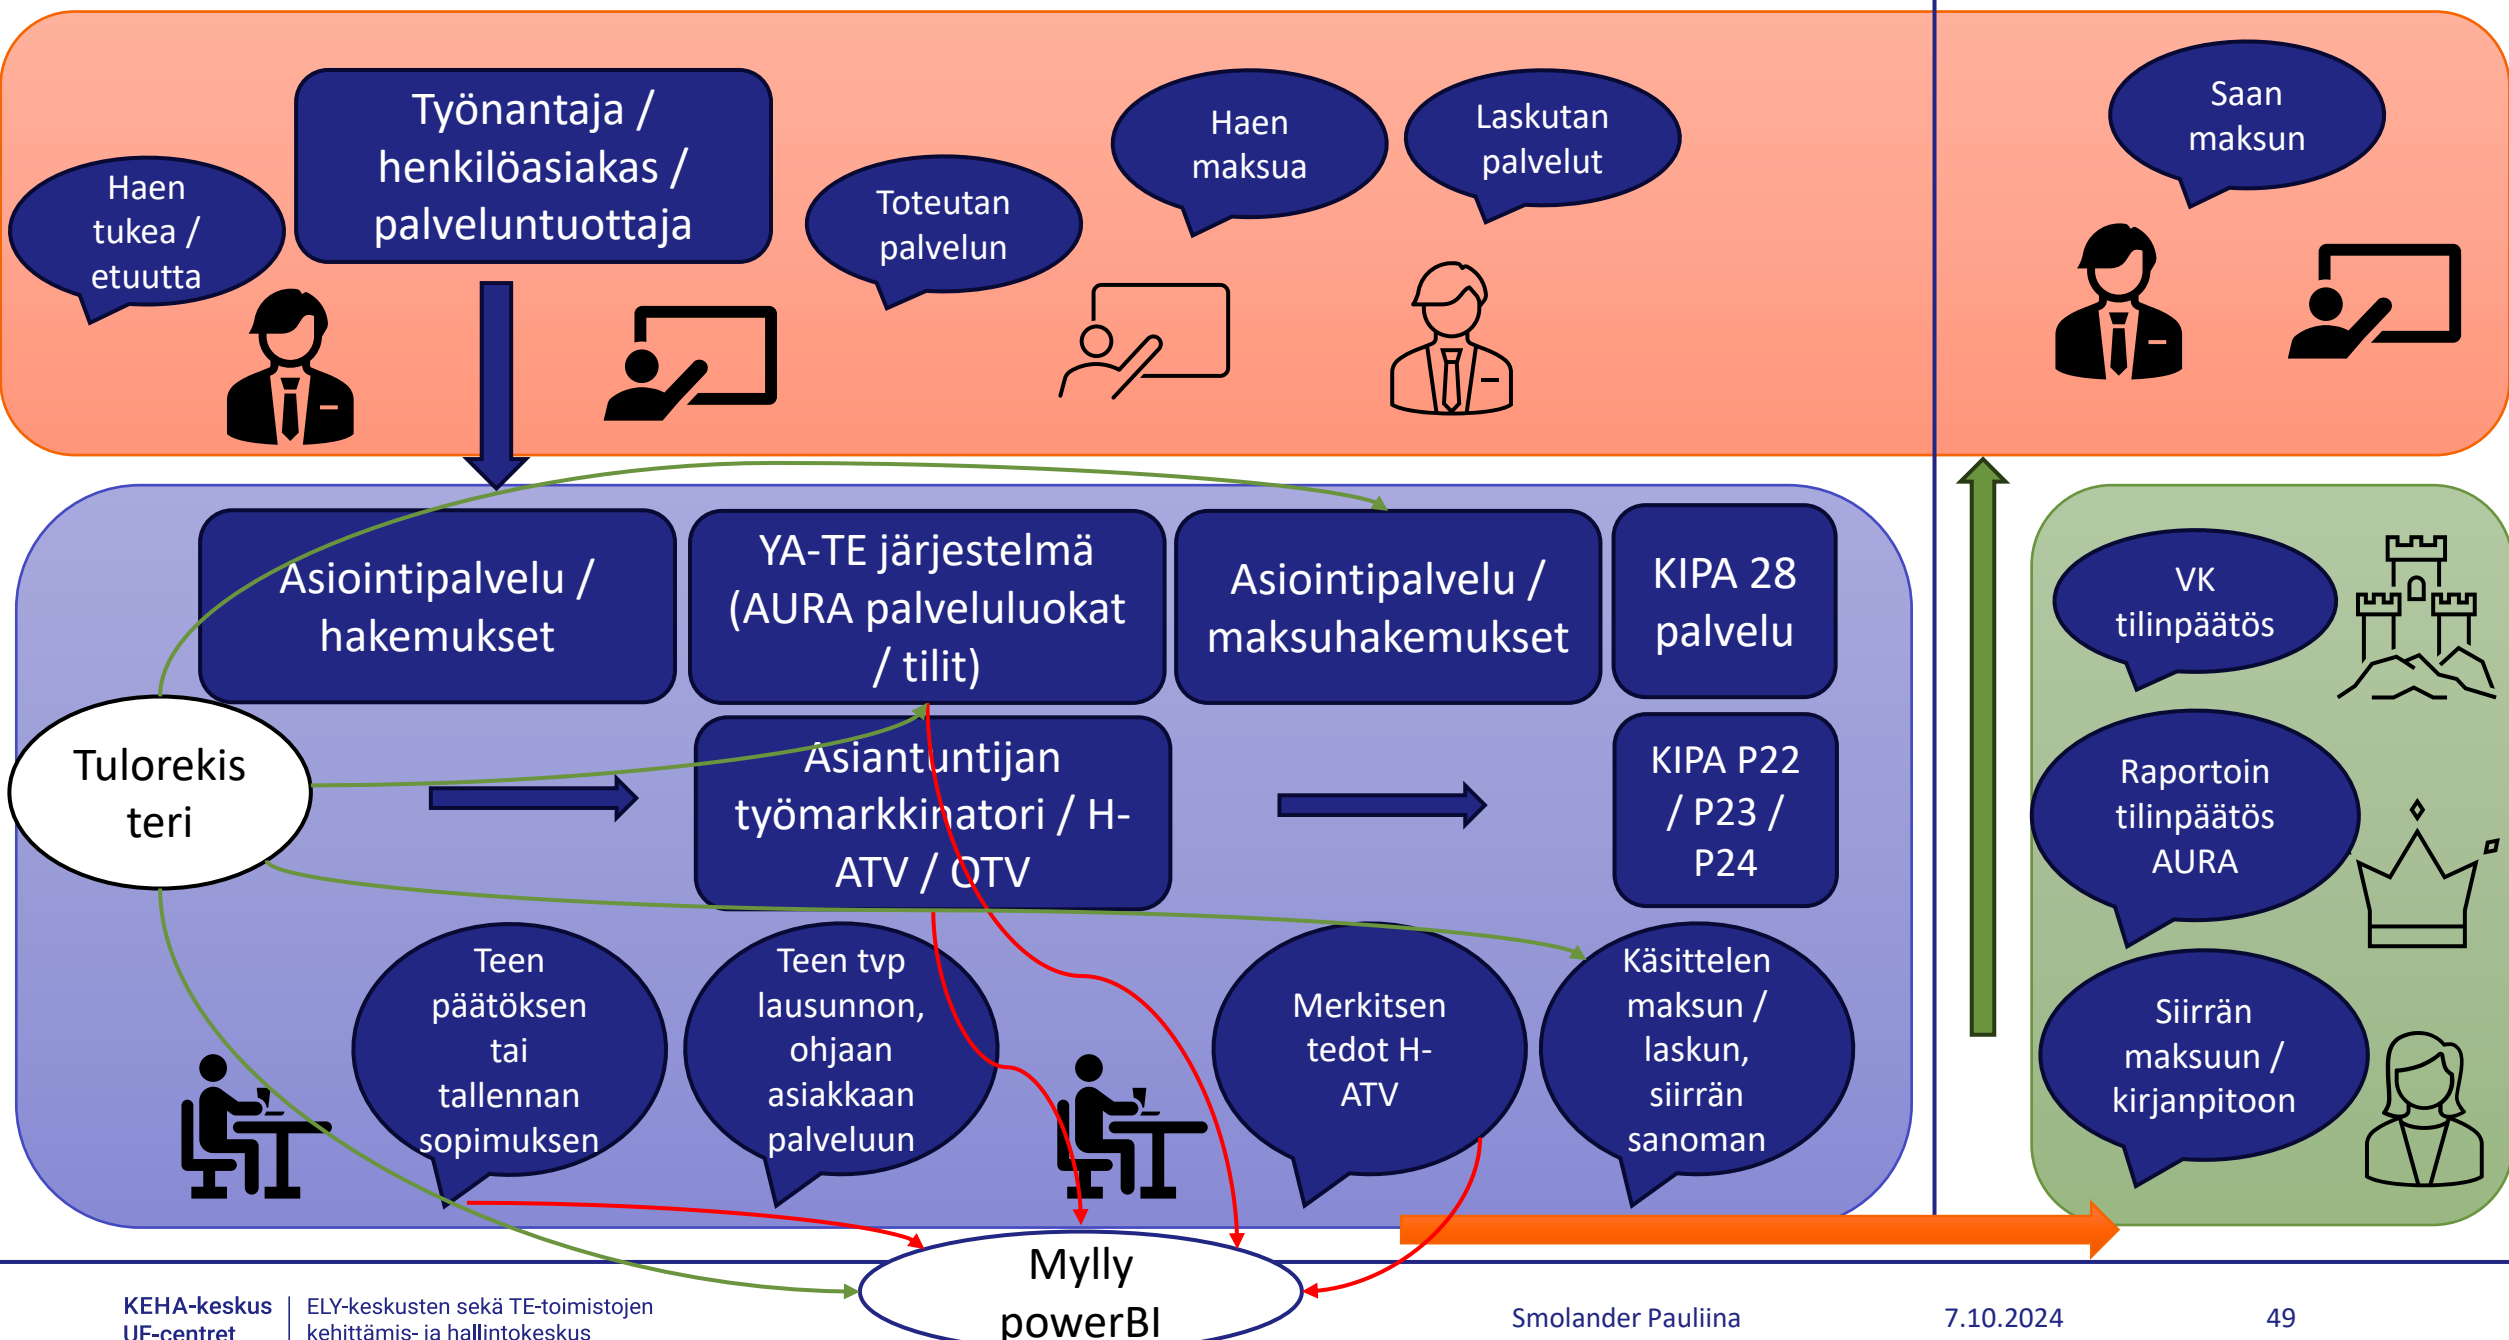 Haen
tukea /
etuutta
Työnantaja /
henkilöasiakas /
palveluntuottaja
Toteutan
palvelun
Haen
maksua
Laskutan
palvelut
Saan
maksun
Asiointipalvelu /
hakemukset
YA-TE järjestelmä
(AURA palveluluokat
/ tilit)
Asiointipalvelu /
maksuhakemukset
KIPA 28
palvelu
Tulorekis
teri
Asiantuntijan
työmarkkinatori / H-
ATV / OTV
KIPA P22
/ P23 /
P24
Teen
päätöksen
tai
tallennan
sopimuksen
Teen tvp
lausunnon,
ohjaan
asiakkaan
palveluun
Merkitsen
tedot H-
ATV
Käsittelen
maksun /
laskun,
siirrän
sanoman
VK
tilinpäätös
Raportoin
tilinpäätös
AURA
Siirrän
maksuun /
kirjanpitoon
Mylly
powerBI
KEHA-keskus
UF-centret
ELY-keskusten sekä TE-toimistojen
kehittämis- ja hallintokeskus
Smolander Pauliina
7.10.2024
49